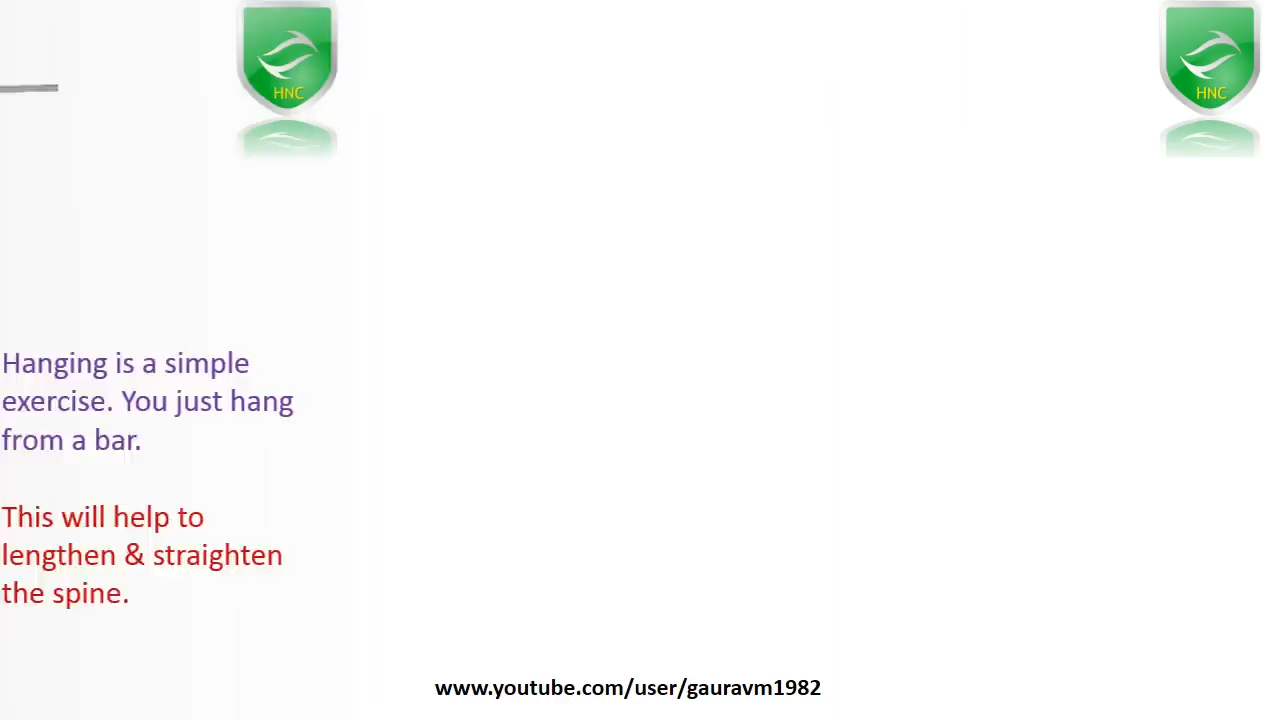 HNC
HNC
Hanging is a simple
exercise. You just hang
from a bar.
This will help to
lengthen & straighten
the spine.
www.youtube.com/user/gauravm1982